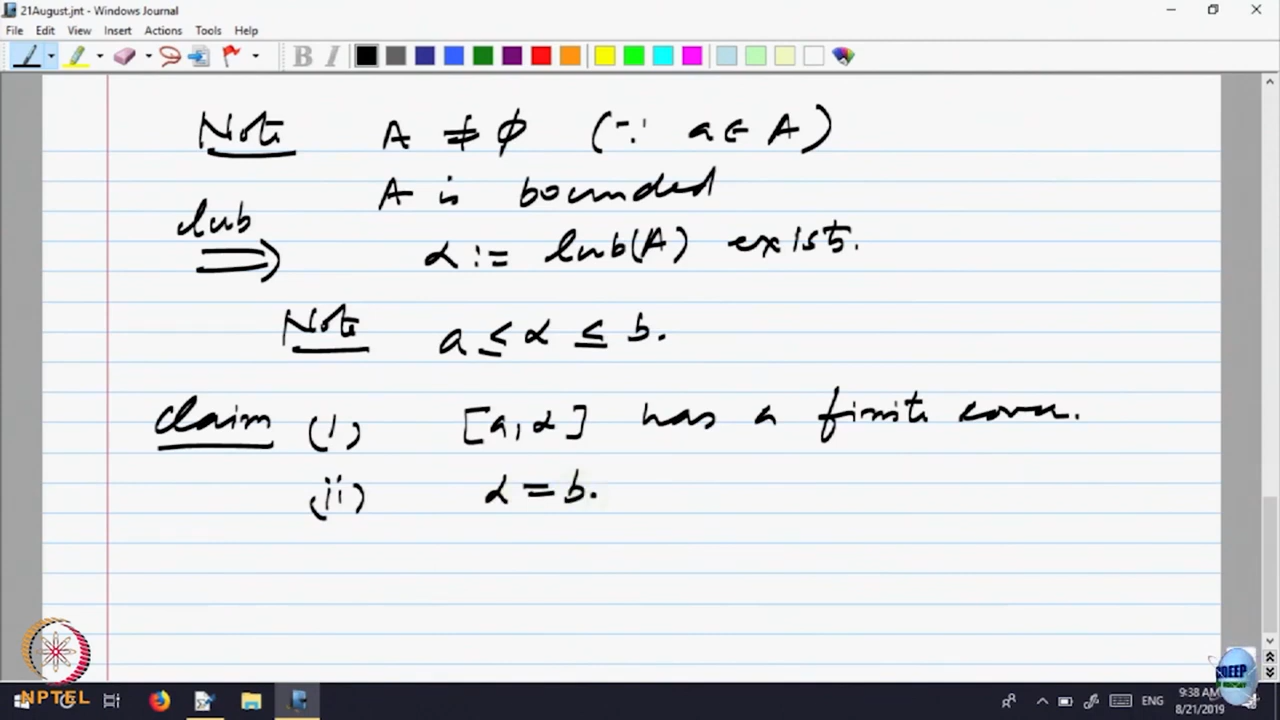 21August.jnt - Windows Journal
File Edit View Insert Actions Tools Help
B I
Note A ≠ ϕ (∵ a ∈ A)
A is bounded
lub
⟹ α := lub(A) exists.
Note a ≤ α ≤ b.
Claim (i) [a, α] has a finite cover.
(ii) α = b.
NPTEL
ENG
9:38 AM
8/21/2019